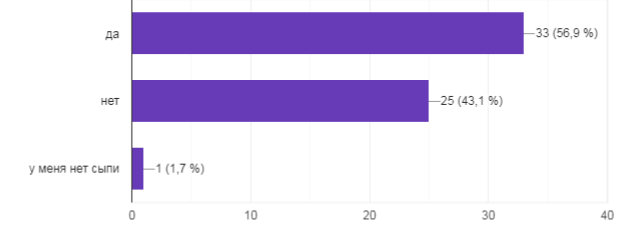 да 33 (56,9 %)
нет 25 (43,1 %)
у меня нет сыпи 1 (1,7 %)
0 10 20 30 40